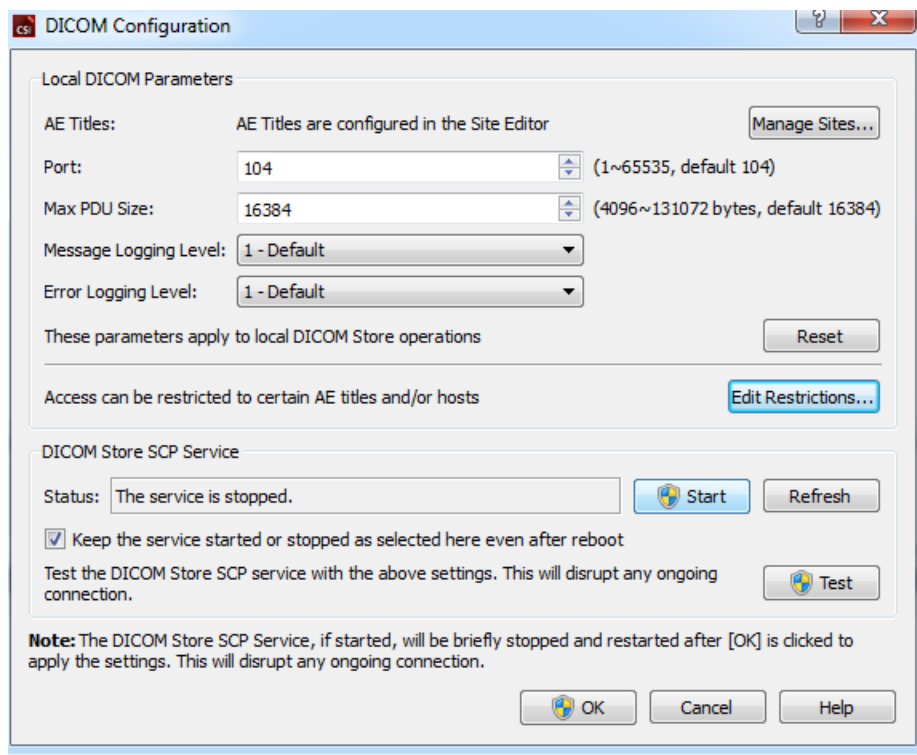 CSI DICOM Configuration
Local DICOM Parameters
AE Titles: AE Titles are configured in the Site Editor Manage Sites...
Port: 104 (1~65535, default 104)
Max PDU Size: 16384 (4096~131072 bytes, default 16384)
Message Logging Level: 1 - Default
Error Logging Level: 1 - Default
These parameters apply to local DICOM Store operations Reset
Access can be restricted to certain AE titles and/or hosts Edit Restrictions...
DICOM Store SCP Service
Status: The service is stopped. Start Refresh
Keep the service started or stopped as selected here even after reboot
Test the DICOM Store SCP service with the above settings. This will disrupt any ongoing
connection. Test
Note: The DICOM Store SCP Service, if started, will be briefly stopped and restarted after [OK] is clicked to
apply the settings. This will disrupt any ongoing connection.
OK Cancel Help